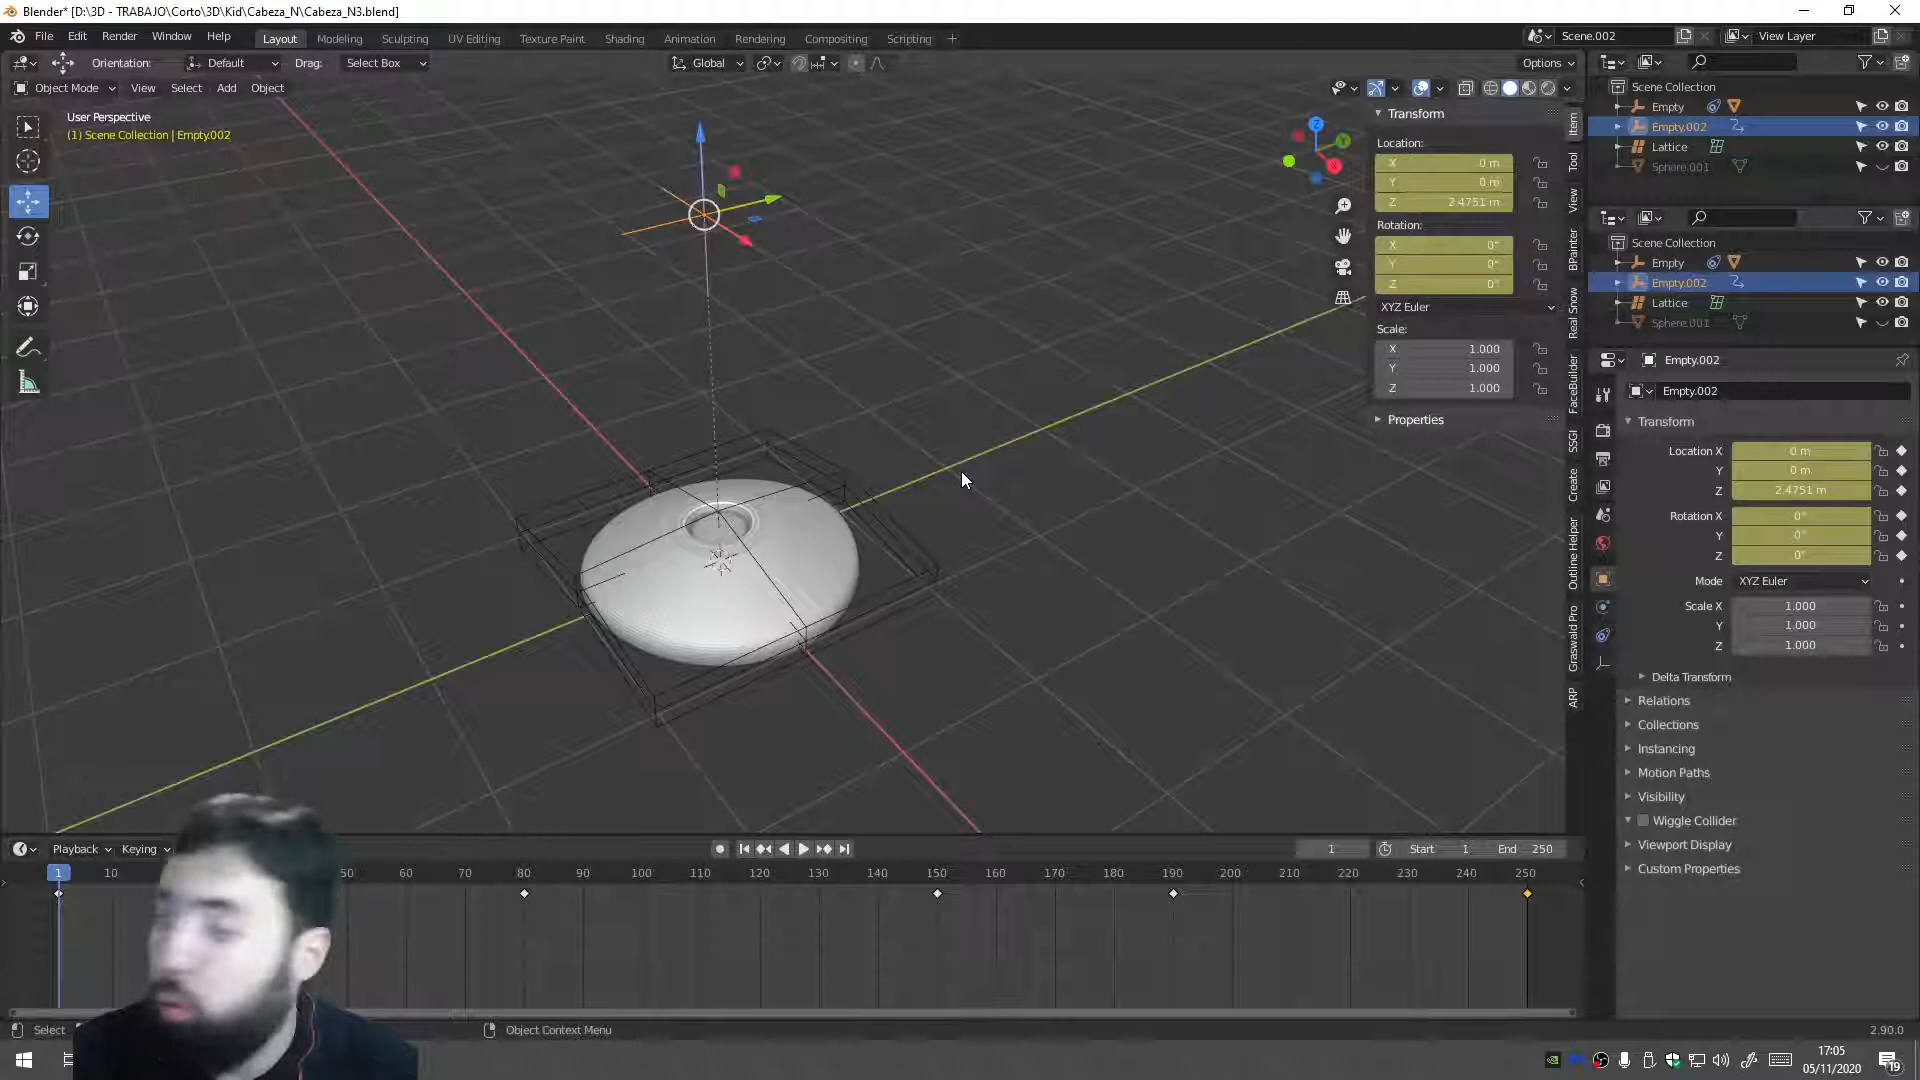 Blender* [D:\3D - TRABAJO\Corto\3D\Kid\Cabeza_N\Cabeza_N3.blend]
File Edit Render Window Help
Layout Modeling Sculpting UV Editing Texture Paint Shading Animation Rendering Compositing Scripting
Scene.002
View Layer
Orientation: Default Drag: Select Box
Global
Options
Object Mode View Select Add Object
User Perspective
(1) Scene Collection | Empty.002
Transform
Location:
X 0 m
Y 0 m
Z 2.4751 m
Rotation:
X 0°
Y 0°
Z 0°
XYZ Euler
Scale:
X 1.000
Y 1.000
Z 1.000
Properties
Item
Tool
View
BPainter
Real Snow
FaceBuilder
SSGI
Create
Outline Helper
Graswald Pro
ARP
Z
Y
X
Scene Collection
Empty
Empty.002
Lattice
Sphere.001
Scene Collection
Empty
Empty.002
Lattice
Sphere.001
Empty.002
Empty.002
Transform
Location X 0 m
Y 0 m
Z 2.4751 m
Rotation X 0°
Y 0°
Z 0°
Mode XYZ Euler
Scale X 1.000
Y 1.000
Z 1.000
Delta Transform
Relations
Collections
Instancing
Motion Paths
Visibility
Wiggle Collider
Viewport Display
Custom Properties
Playback Keying
1
Start 1 End 250
1 10 50 60 70 80 90 100 110 120 130 140 150 160 170 180 190 200 210 220 230 240 250
Select
Object Context Menu
2.90.0
17:05
05/11/2020
19